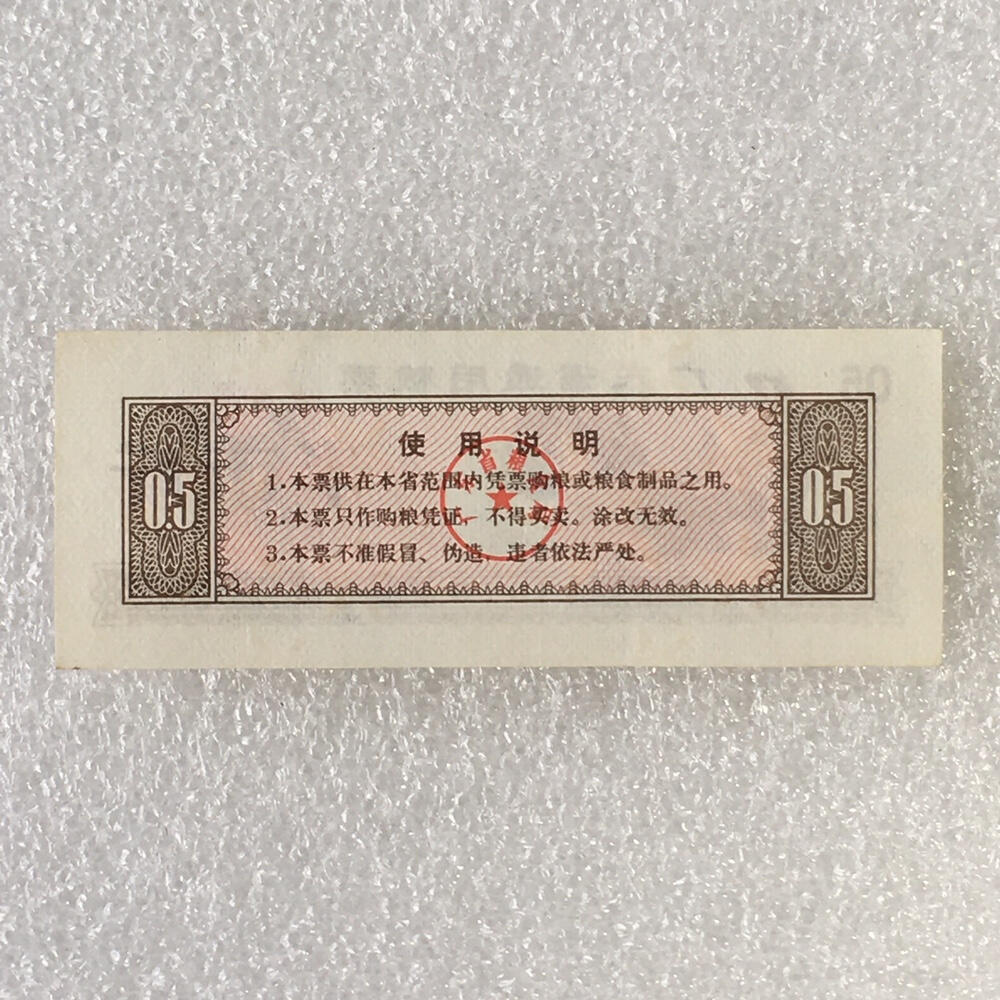 使用说明
0.5
1.本票供在本省范围内凭票购粮或粮食制品之用。
2.本票只作购粮凭证，不得买卖。涂改无效。
3.本票不准假冒、伪造，违者依法严处。
0.5